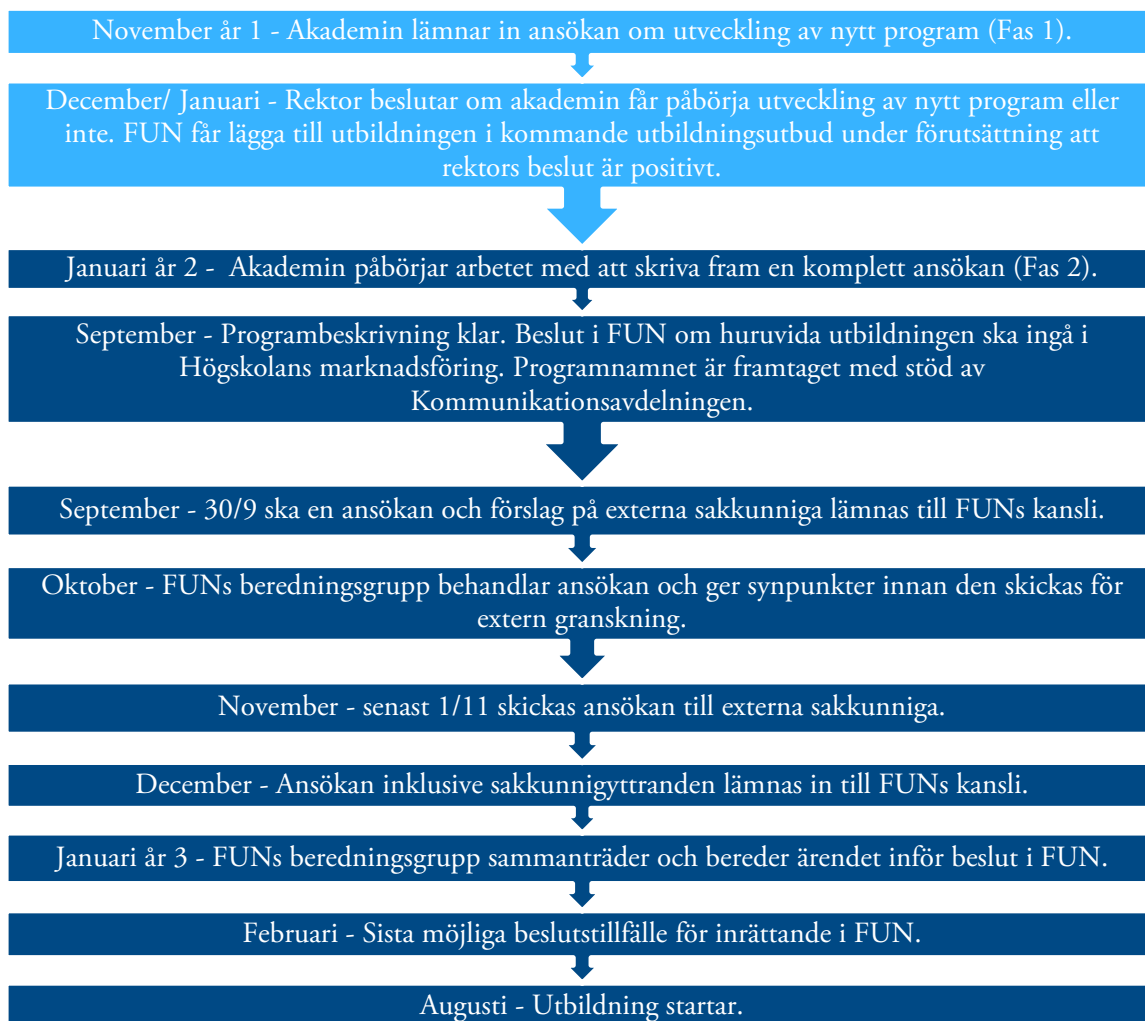 November år 1 - Akademin lämnar in ansökan om utveckling av nytt program (Fas 1).
December/ Januari - Rektor beslutar om akademin får påbörja utveckling av nytt program eller
inte. FUN får lägga till utbildningen i kommande utbildningsutbud under förutsättning att
rektors beslut är positivt.
Januari år 2 - Akademin påbörjar arbetet med att skriva fram en komplett ansökan (Fas 2).
September - Programbeskrivning klar. Beslut i FUN om huruvida utbildningen ska ingå i
Högskolans marknadsföring. Programnamnet är framtaget med stöd av
Kommunikationsavdelningen.
September - 30/9 ska en ansökan och förslag på externa sakkunniga lämnas till FUNs kansli.
Oktober - FUNs beredningsgrupp behandlar ansökan och ger synpunkter innan den skickas för
extern granskning.
November - senast 1/11 skickas ansökan till externa sakkunniga.
December - Ansökan inklusive sakkunnigyttranden lämnas in till FUNs kansli.
Januari år 3 - FUNs beredningsgrupp sammanträder och bereder ärendet inför beslut i FUN.
Februari - Sista möjliga beslutstillfälle för inrättande i FUN.
Augusti - Utbildning startar.